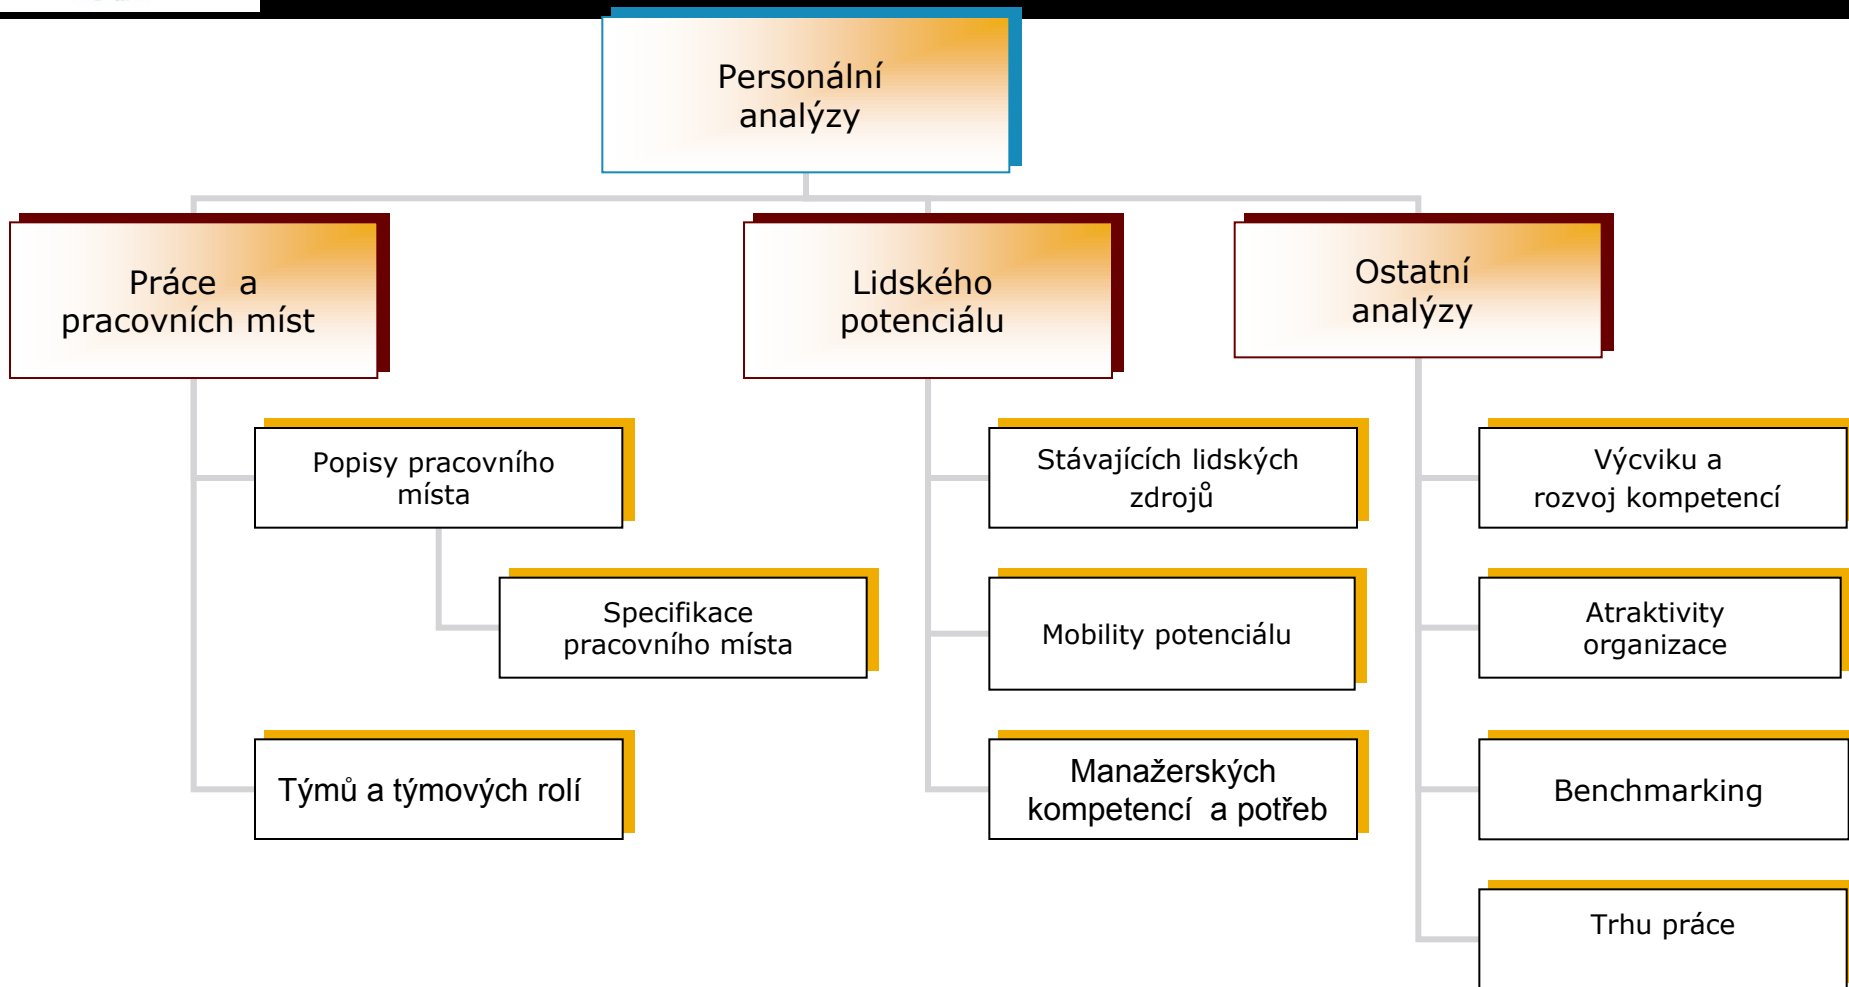 Personální
analýzy
Práce a
pracovních míst
Lidského
potenciálu
Ostatní
analýzy
Popisy pracovního
místa
Specifikace
pracovního místa
Týmů a týmových rolí
Stávajících lidských
zdrojů
Mobility potenciálu
Manažerských
kompetencí a potřeb
Výcviku a
rozvoj kompetencí
Atraktivity
organizace
Benchmarking
Trhu práce